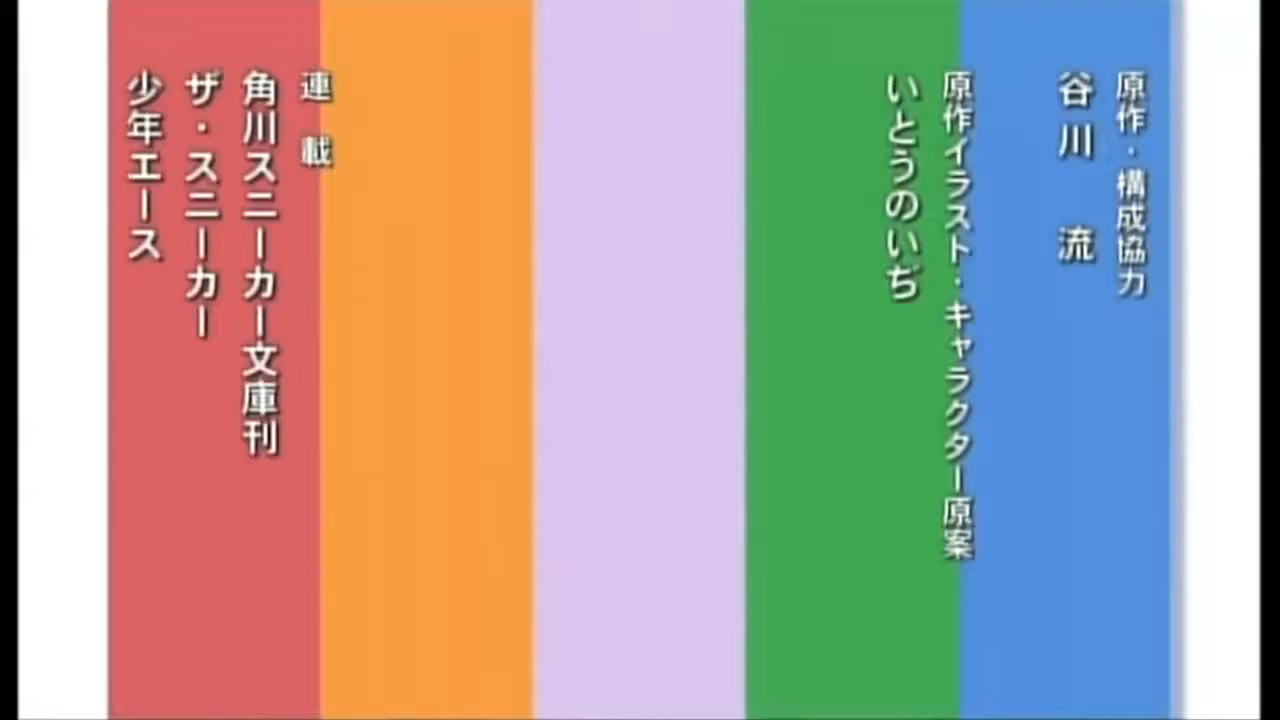 原作・構成協力
谷川 流
原作イラスト・キャラクター原案
いとうのいぢ
連 載
角川スニーカー文庫刊
ザ・スニーカー
少年エース